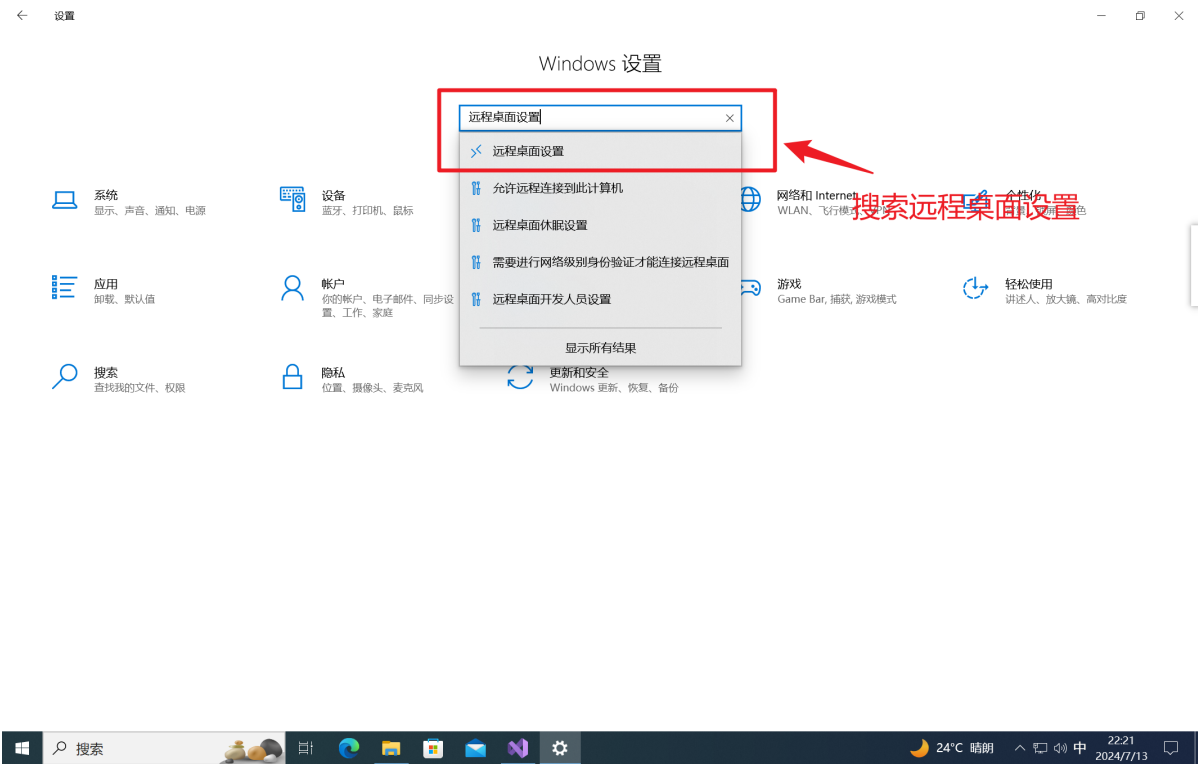 设置
Windows 设置
远程桌面设置
远程桌面设置
允许远程连接到此计算机
远程桌面休眠设置
需要进行网络级别身份验证才能连接远程桌面
远程桌面开发人员设置
显示所有结果
搜索远程桌面设置
系统
显示、声音、通知、电源
设备
蓝牙、打印机、鼠标
网络和 Internet
WLAN、飞行模式、VPN
个性化
应用
卸载、默认值
帐户
你的帐户、电子邮件、同步设
置、工作、家庭
游戏
Game Bar, 捕获, 游戏模式
轻松使用
讲述人、放大镜、高对比度
搜索
查找我的文件、权限
隐私
位置、摄像头、麦克风
更新和安全
Windows 更新、恢复、备份
搜索
24°C 晴朗
中
22:21
2024/7/13